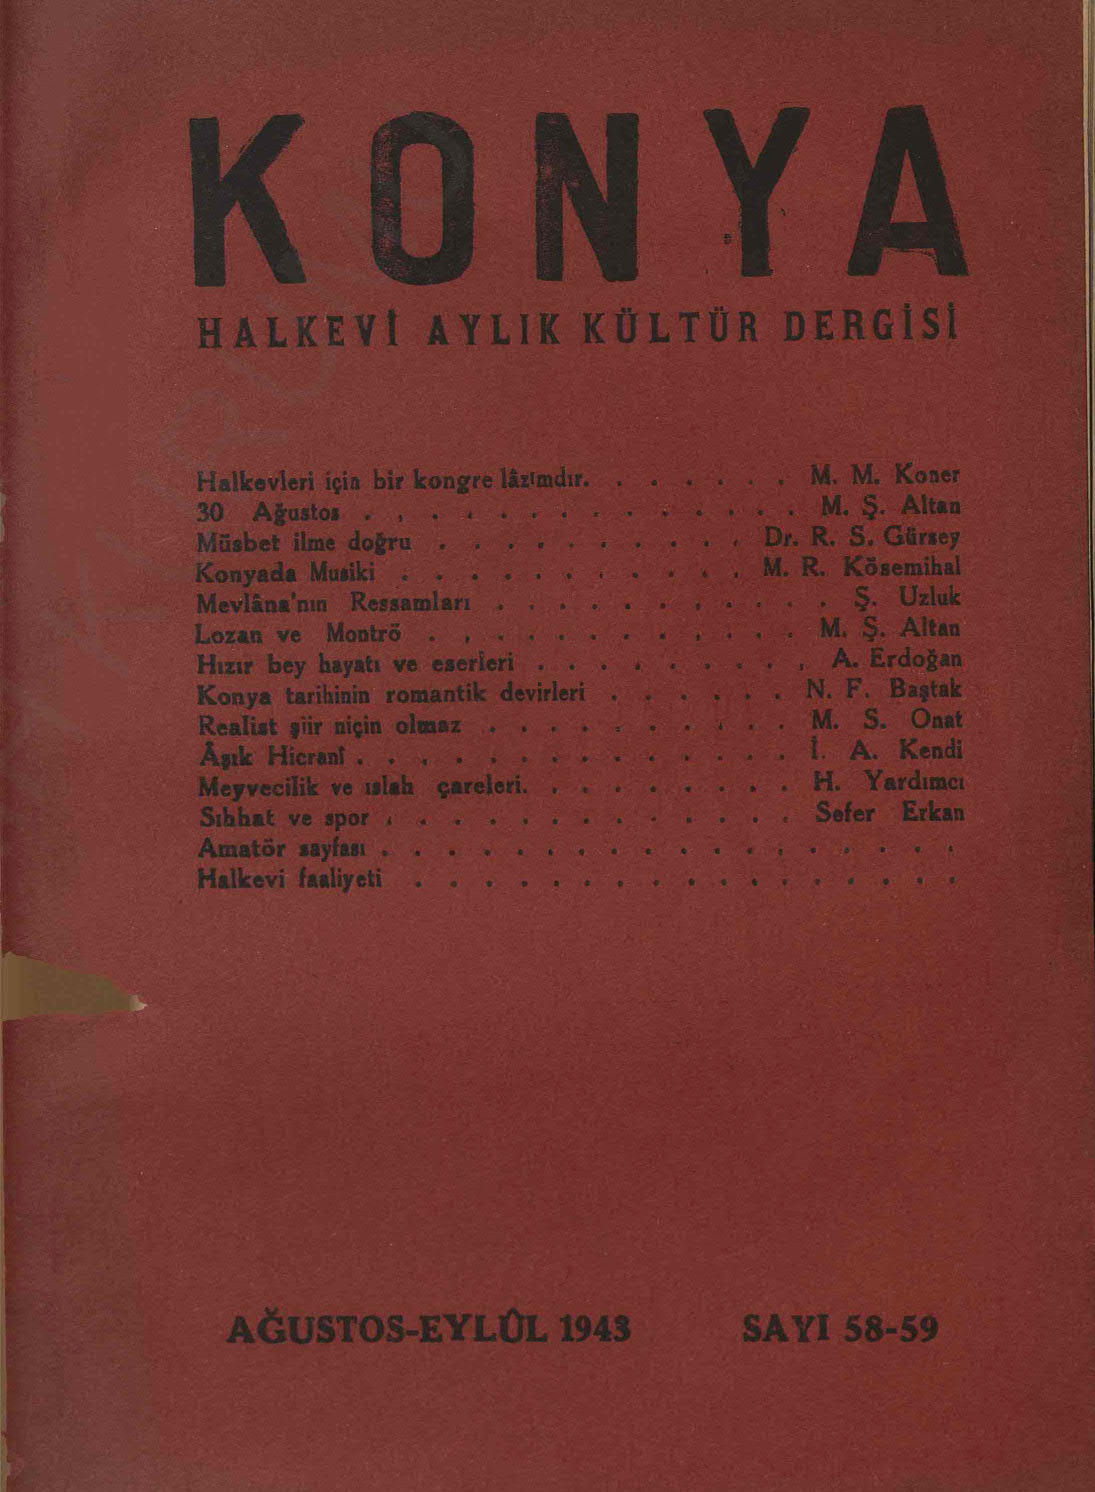 KONYA
HALKEVİ AYLIK KÜLTÜR DERGİSİ
Halkevleri için bir kongre lâzımdır. . . . . . . M. M. Koner
30 Ağustos . . . . . . . . . . . . . . M. Ş. Altan
Müsbet ilme doğru . . . . . . . . . . Dr. R. S. Gürsey
Konyada Musiki . . . . . . . . . . . M. R. Kösemihal
Mevlâna'nın Ressamları . . . . . . . . . . . Ş. Uzluk
Lozan ve Montrö . . . . . . . . . . . . M. Ş. Altan
Hızır bey hayatı ve eserleri . . . . . . . . . A. Erdoğan
Konya tarihinin romantik devirleri . . . . . . N. F. Baştak
Realist şiir niçin olmaz . . . . . . . . . . M. S. Onat
Âşık Hicranî . . . . . . . . . . . . . . İ. A. Kendi
Meyvecilik ve ıslah çareleri. . . . . . . . . H. Yardımcı
Sıhhat ve spor . . . . . . . . . . . . . Sefer Erkan
Amatör sayfası . . . . . . . . . . . . . . . . . .
Halkevi faaliyeti . . . . . . . . . . . . . . . . .
AĞUSTOS-EYLÛL 1943 SAYI 58-59